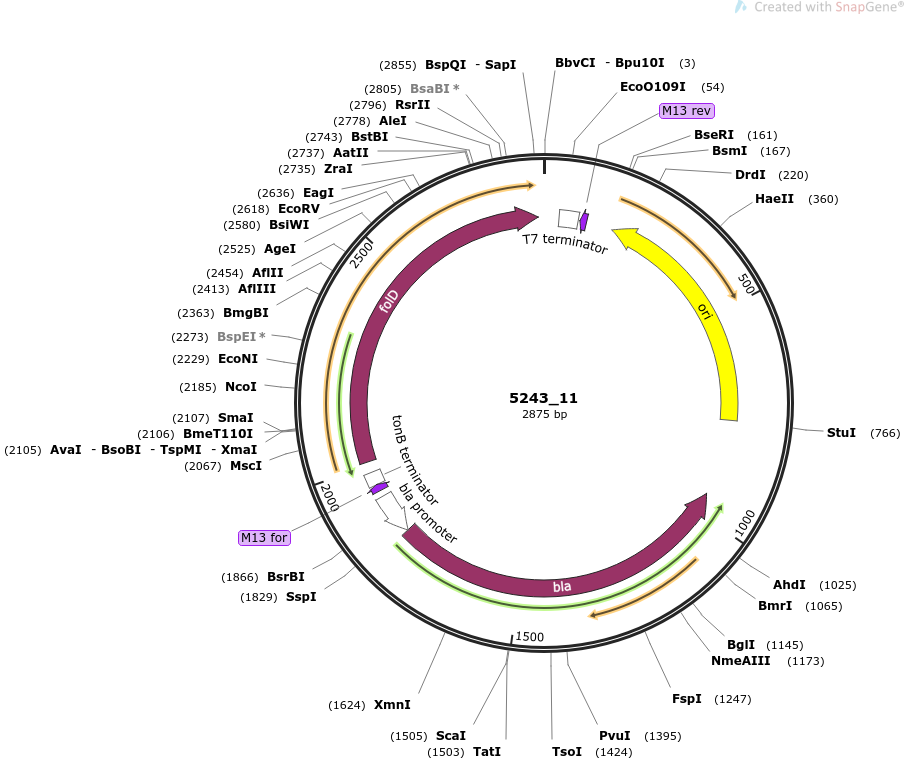 Created with SnapGene®
(2855) BspQI - SapI
BbvCI - Bpu10I (3)
(2805) BsaBI *
EcoO109I (54)
(2796) RsrII
M13 rev
(2778) AleI
BseRI (161)
(2743) BstBI
BsmI (167)
(2737) AatII
(2735) ZraI
DrdI (220)
(2636) EagI
HaeII (360)
(2618) EcoRV
(2580) BsiWI
T7 terminator
(2525) AgeI
2500
(2454) AflII
500
(2413) AflIII
folD
ori
(2363) BmgBI
(2273) BspEI *
(2229) EcoNI
(2185) NcoI
5243_11
2875 bp
(2107) SmaI
(2106) BmeT110I
StuI (766)
(2105) AvaI - BsoBI - TspMI - XmaI
(2067) MscI
tonB terminator
2000
bla promoter
1000
M13 for
(1866) BsrBI
AhdI (1025)
bla
(1829) SspI
BmrI (1065)
1500
BglI (1145)
NmeAIII (1173)
FspI (1247)
(1624) XmnI
(1505) ScaI
PvuI (1395)
(1503) TatI
TsoI (1424)